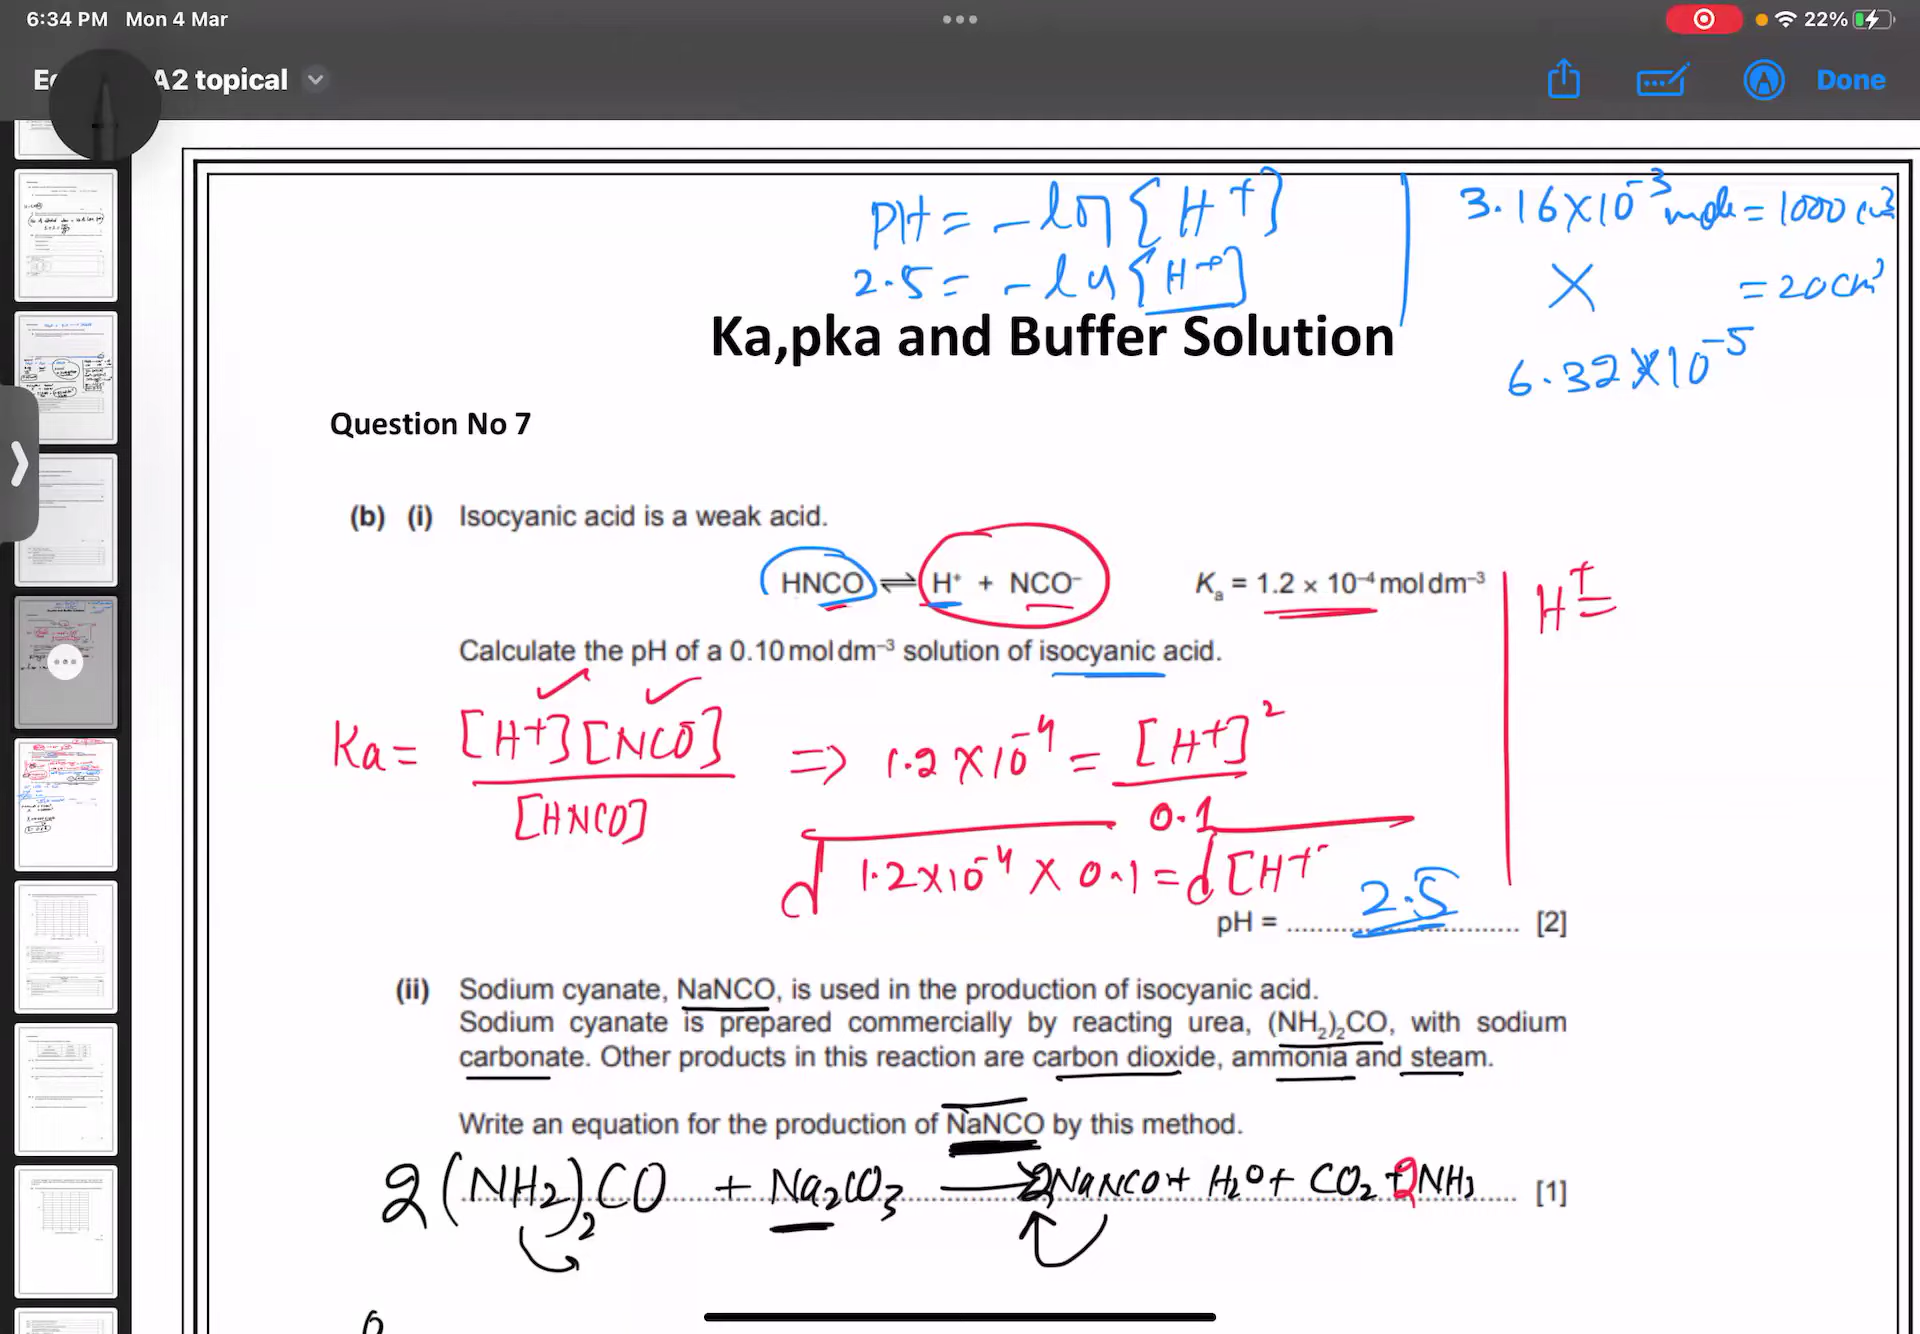 6:34 PM Mon 4 Mar
22%
A2 topical
Done
PH = -log [H+]
3.16×10⁻³ mole = 1000 cm³
2.5 = -log [H+]
X = 20cm³
6.32×10⁻⁵
Ka,pka and Buffer Solution
Question No 7
(b) (i) Isocyanic acid is a weak acid.
HNCO ⇌ H⁺ + NCO⁻ Kₐ = 1.2 × 10⁻⁴ mol dm⁻³
H+ =
Calculate the pH of a 0.10 mol dm⁻³ solution of isocyanic acid.
Ka = [H+][NCO⁻] / [HNCO] => 1.2×10⁻⁴ = [H+]² / 0.1
√1.2×10⁻⁴ × 0.1 = √[H+
pH = .......... 2.5 .......... [2]
(ii) Sodium cyanate, NaNCO, is used in the production of isocyanic acid.
Sodium cyanate is prepared commercially by reacting urea, (NH₂)₂CO, with sodium
carbonate. Other products in this reaction are carbon dioxide, ammonia and steam.
Write an equation for the production of NaNCO by this method.
2(NH2)₂CO + Na₂CO₃ ⟶ 2NaNCO + H₂O + CO₂ + 2NH₃ [1]